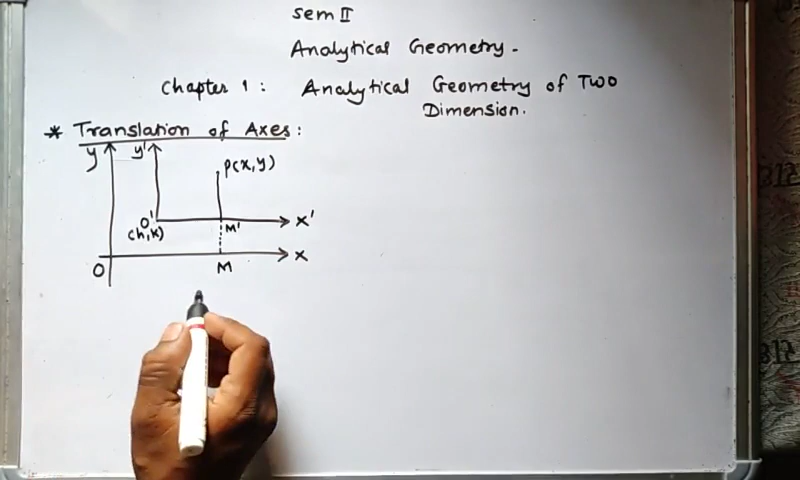 Sem II
Analytical Geometry.
Chapter 1: Analytical Geometry of Two
Dimension.
* Translation of Axes:
y y'
P(x,y)
O' M' x'
(h,k)
O M x